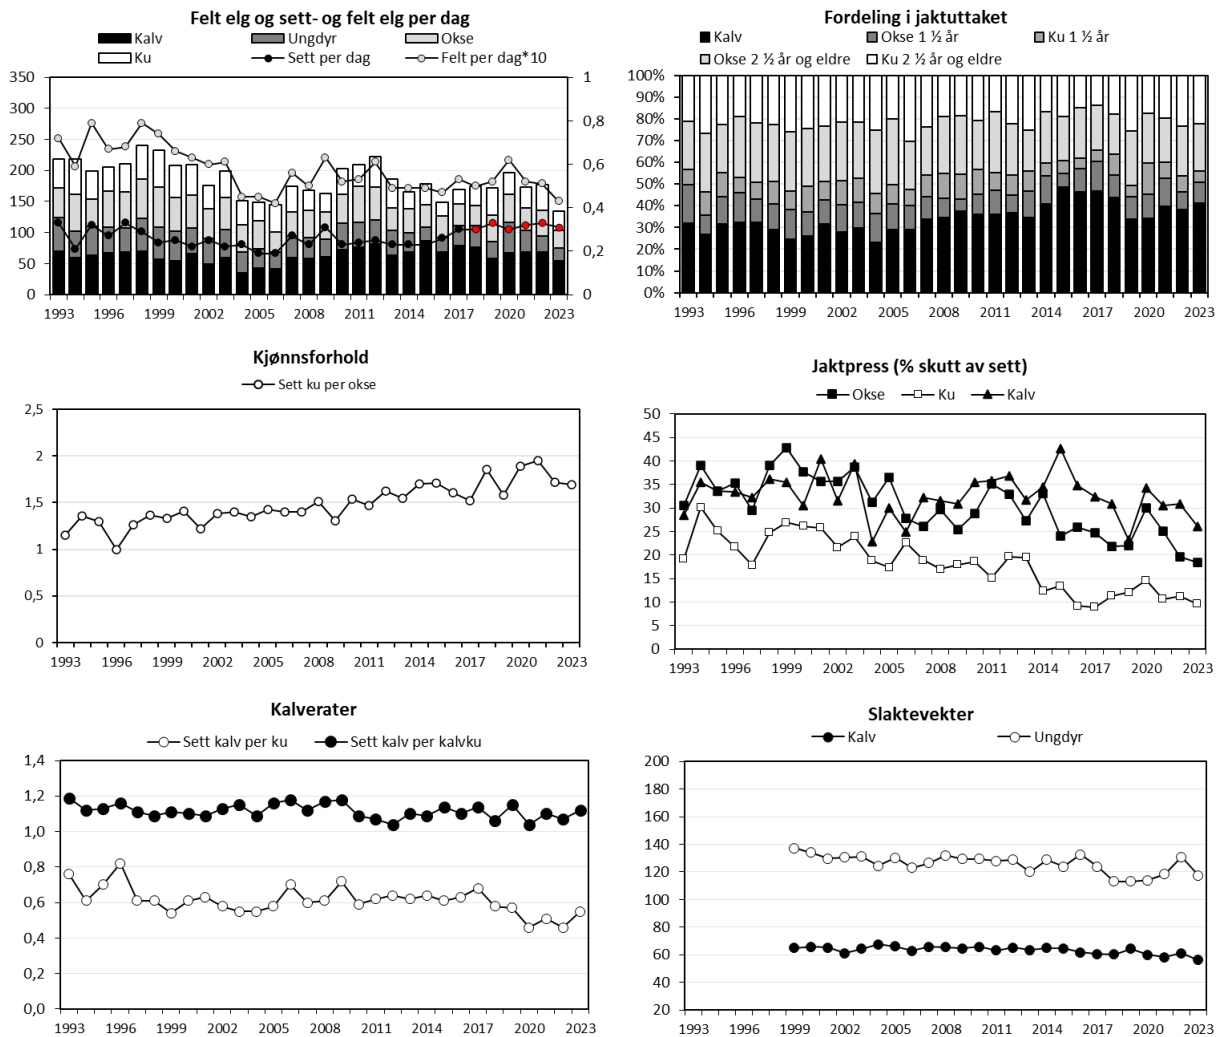 Felt elg og sett- og felt elg per dag
Kalv Ungdyr Okse
Ku Sett per dag Felt per dag*10
350 1
300
0,8
250
200 0,6
150 0,4
100
0,2
50
0 0
1993 1996 1999 2002 2005 2008 2011 2014 2017 2020 2023
Fordeling i jaktuttaket
Kalv Okse 1 ½ år Ku 1 ½ år
Okse 2 ½ år og eldre Ku 2 ½ år og eldre
100%
90%
80%
70%
60%
50%
40%
30%
20%
10%
0%
1993 1996 1999 2002 2005 2008 2011 2014 2017 2020 2023
Kjønnsforhold
Sett ku per okse
2,5
2
1,5
1
0,5
0
1993 1996 1999 2002 2005 2008 2011 2014 2017 2020 2023
Jaktpress (% skutt av sett)
Okse Ku Kalv
50
45
40
35
30
25
20
15
10
5
0
1993 1996 1999 2002 2005 2008 2011 2014 2017 2020 2023
Kalverater
Sett kalv per ku Sett kalv per kalvku
1,4
1,2
1,0
0,8
0,6
0,4
0,2
0,0
1993 1996 1999 2002 2005 2008 2011 2014 2017 2020 2023
Slaktevekter
Kalv Ungdyr
200
180
160
140
120
100
80
60
40
20
1993 1996 1999 2002 2005 2008 2011 2014 2017 2020 2023